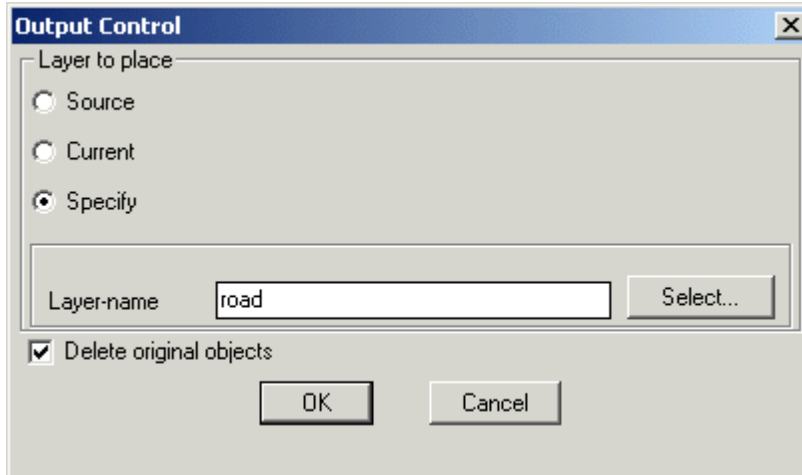 Output Control
Layer to place
Source
Current
Specify
Layer-name road Select...
Delete original objects
OK Cancel